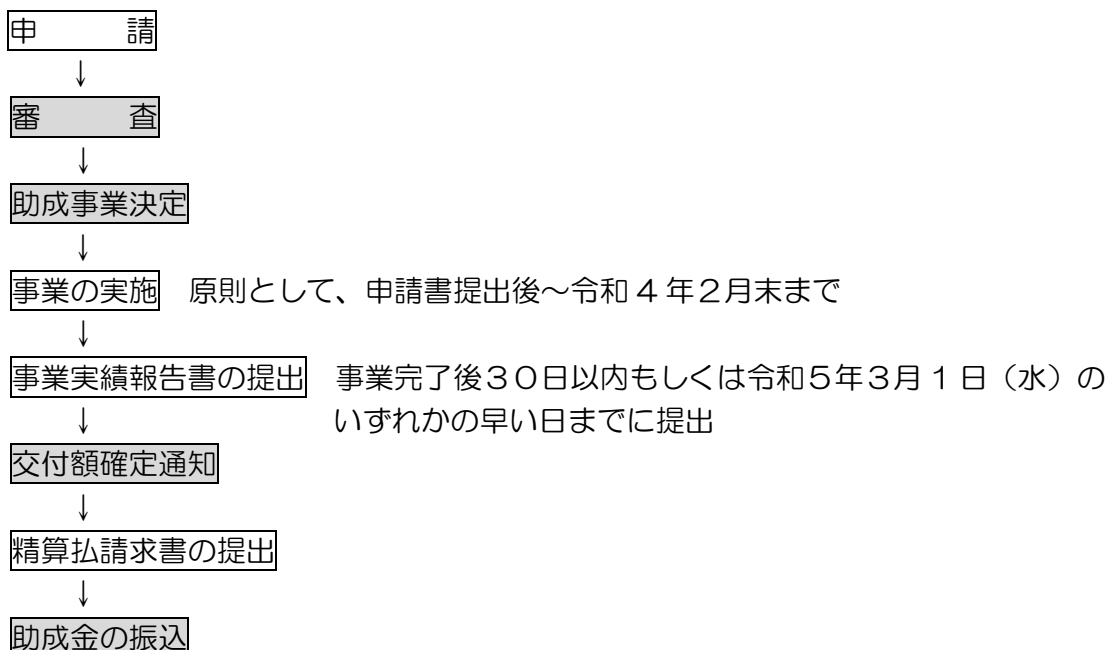 申　　　請
↓
審　　　査
↓
助成事業決定
↓
事業の実施　原則として、申請書提出後～令和４年２月末まで
↓
事業実績報告書の提出　事業完了後３０日以内もしくは令和５年３月１日（水）の
↓　いずれかの早い日までに提出
交付額確定通知
↓
精算払請求書の提出
↓
助成金の振込